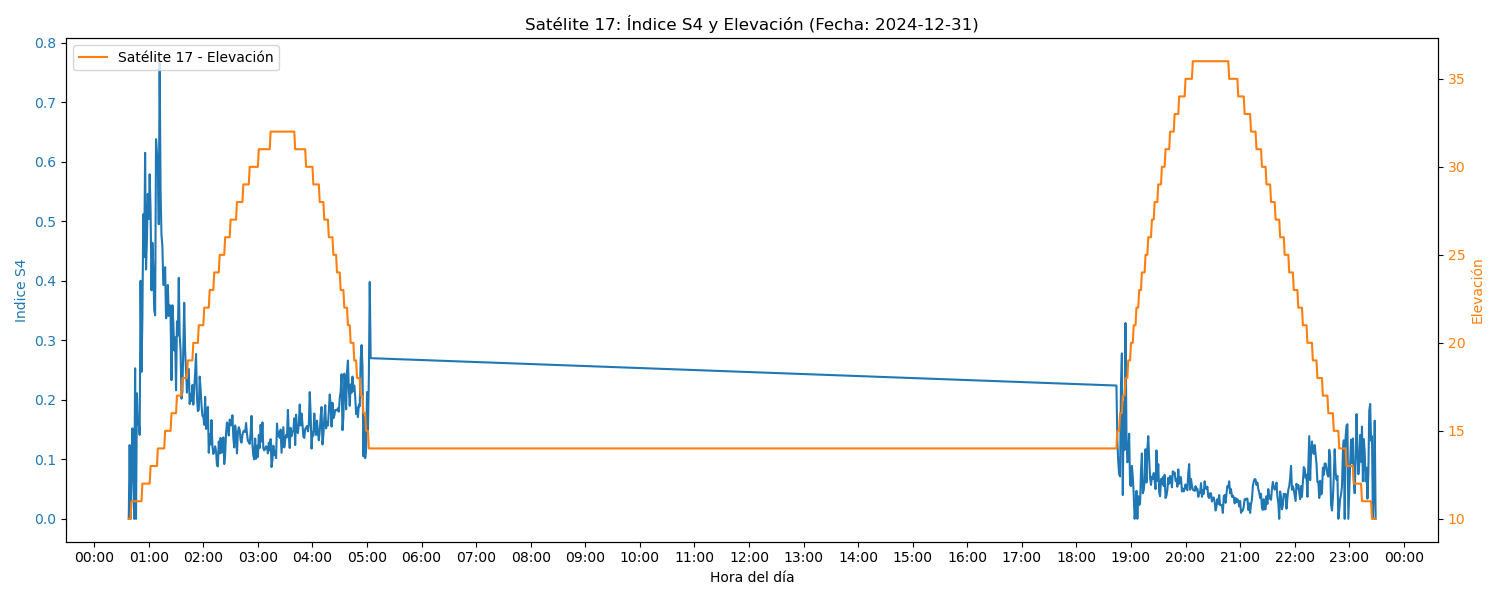 Satélite 17: Índice S4 y Elevación (Fecha: 2024-12-31)
Satélite 17 - Elevación
0.8
0.7
0.6
0.5
0.4
0.3
0.2
0.1
0.0
Indice S4
35
30
25
20
15
10
Elevación
00:00 01:00 02:00 03:00 04:00 05:00 06:00 07:00 08:00 09:00 10:00 11:00 12:00 13:00 14:00 15:00 16:00 17:00 18:00 19:00 20:00 21:00 22:00 23:00 00:00
Hora del día